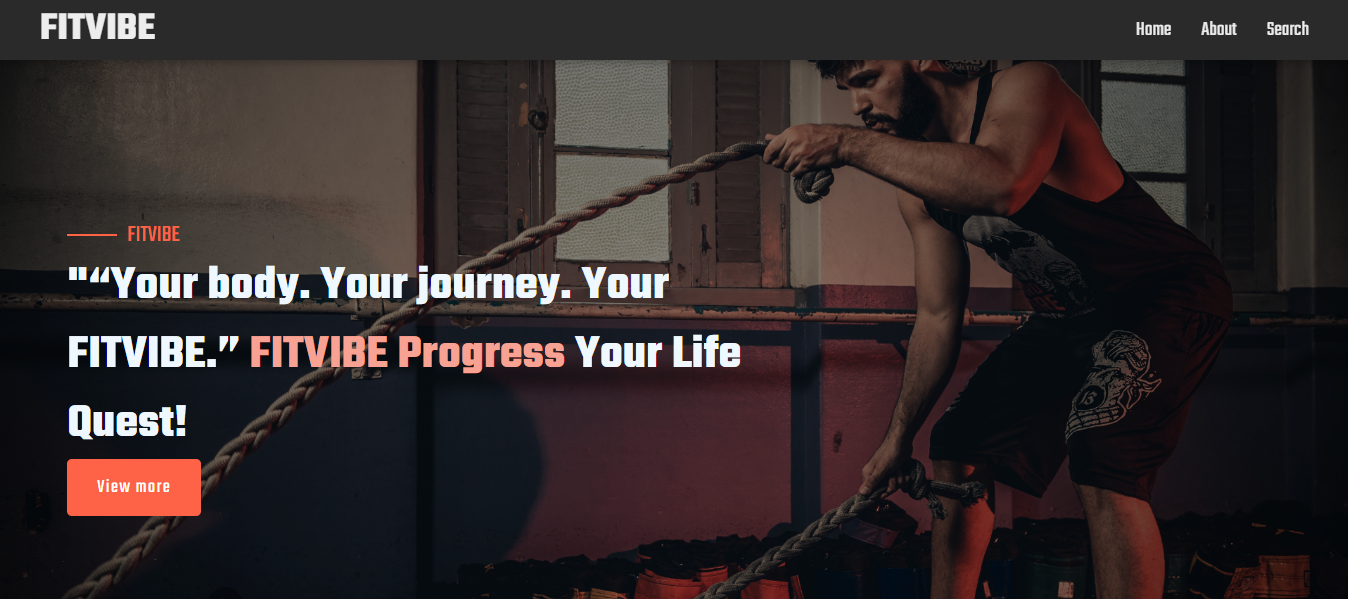 FITVIBE
Home About Search
FITVIBE
"“Your body. Your journey. Your
FITVIBE.” FITVIBE Progress Your Life
Quest!
View more